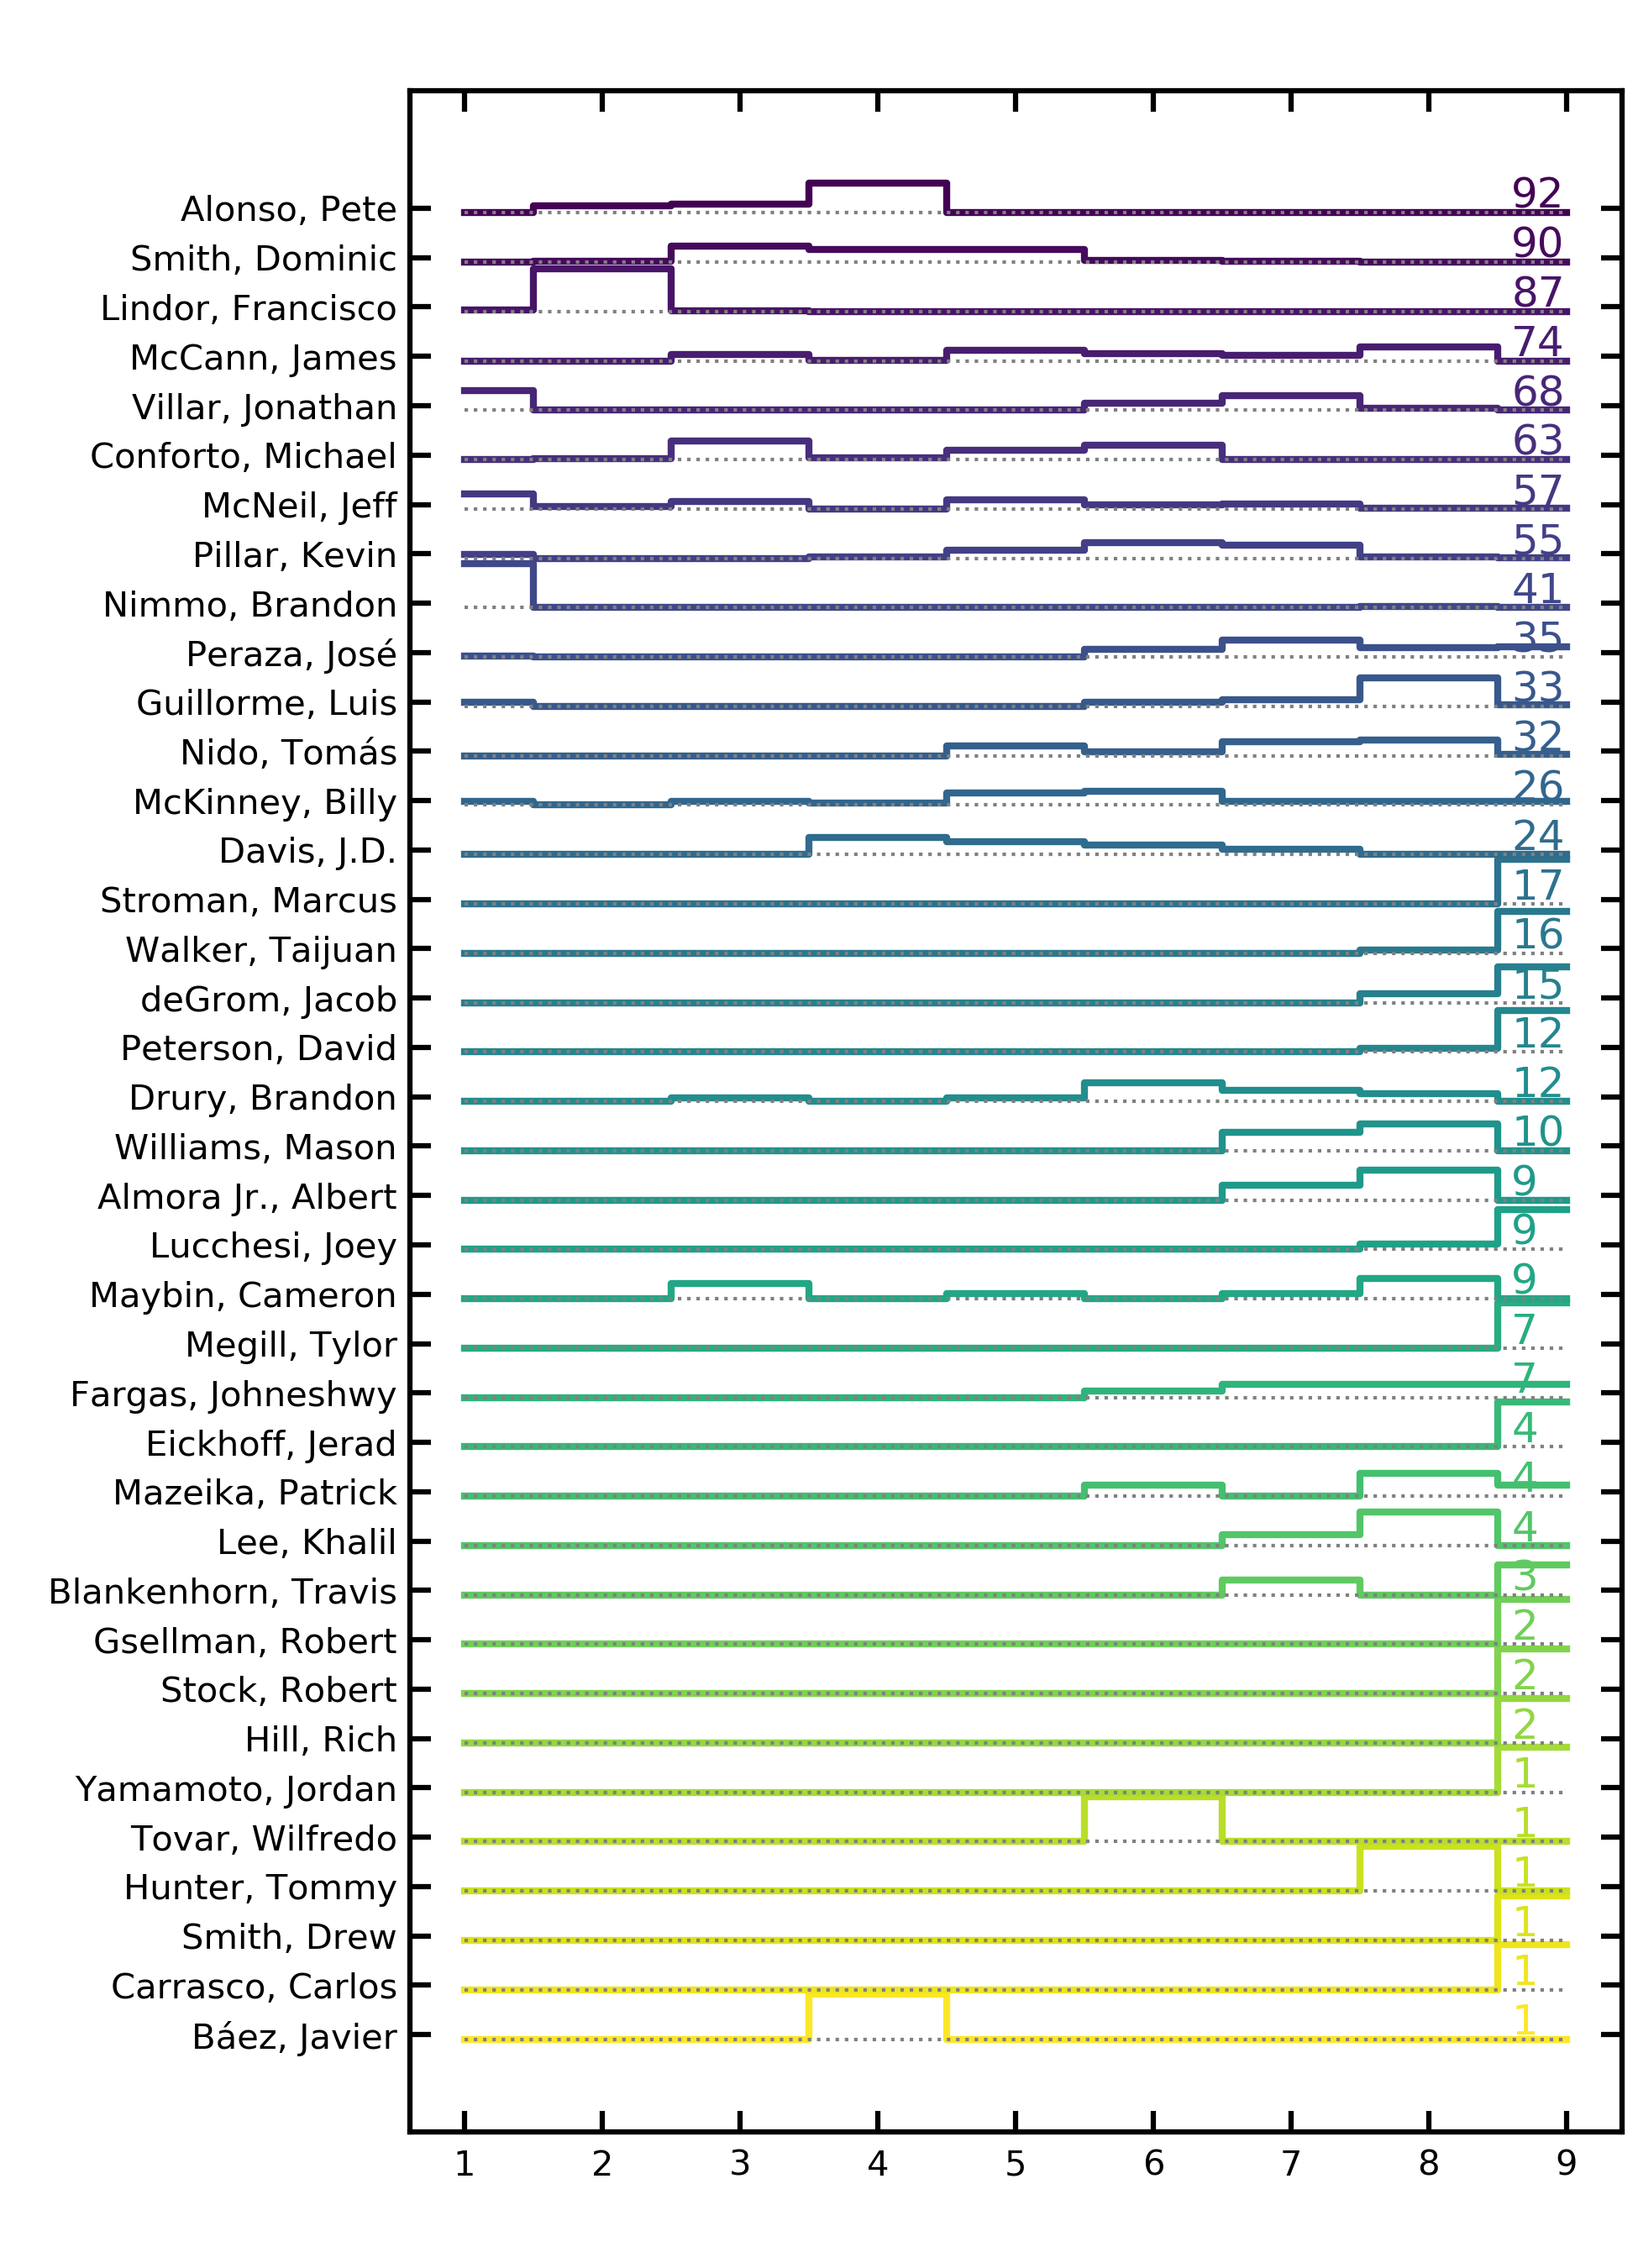 Alonso, Pete 92
Smith, Dominic 90
Lindor, Francisco 87
McCann, James 74
Villar, Jonathan 68
Conforto, Michael 63
McNeil, Jeff 57
Pillar, Kevin 55
Nimmo, Brandon 41
Peraza, José 35
Guillorme, Luis 33
Nido, Tomás 32
McKinney, Billy 26
Davis, J.D. 24
Stroman, Marcus 17
Walker, Taijuan 16
deGrom, Jacob 15
Peterson, David 12
Drury, Brandon 12
Williams, Mason 10
Almora Jr., Albert 9
Lucchesi, Joey 9
Maybin, Cameron 9
Megill, Tylor 7
Fargas, Johneshwy 7
Eickhoff, Jerad 4
Mazeika, Patrick 4
Lee, Khalil 4
Blankenhorn, Travis 3
Gsellman, Robert 2
Stock, Robert 2
Hill, Rich 2
Yamamoto, Jordan 1
Tovar, Wilfredo 1
Hunter, Tommy 1
Smith, Drew 1
Carrasco, Carlos 1
Báez, Javier 1
1 2 3 4 5 6 7 8 9